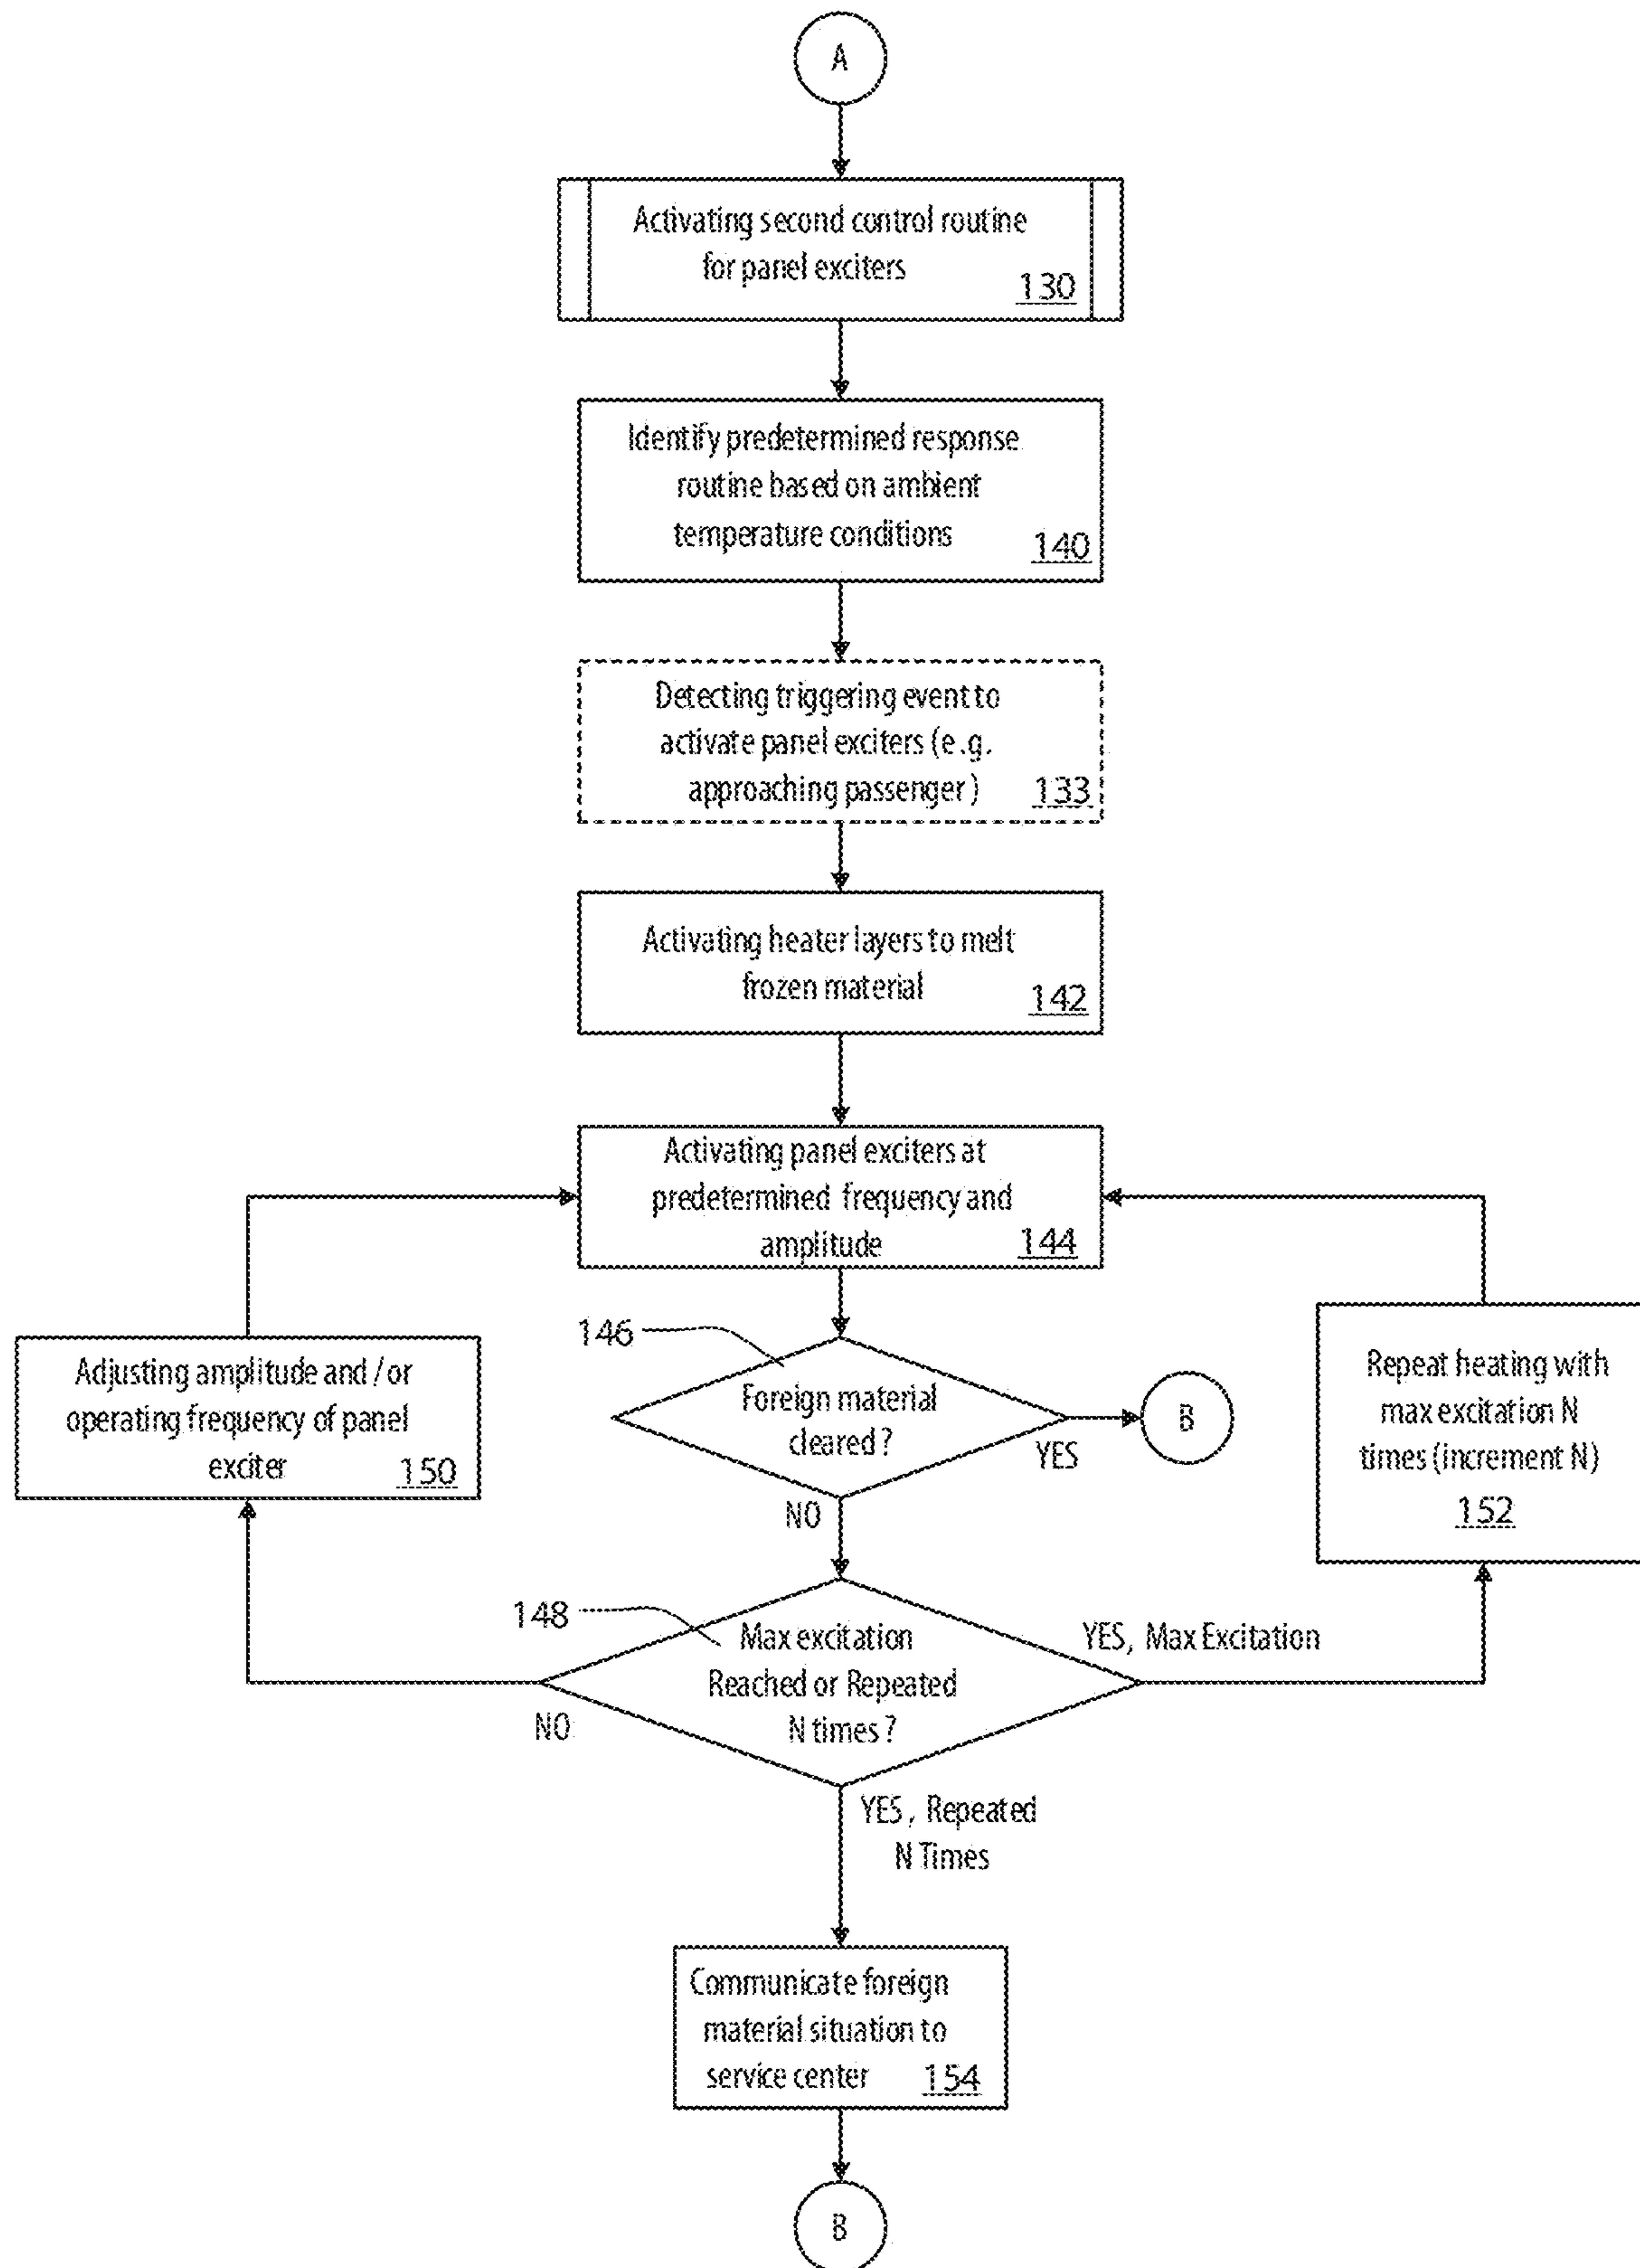 A
Activating second control routine
for panel exciters
130
Identify predetermined response
routine based on ambient
temperature conditions
140
Detecting triggering event to
activate panel exciters (e.g.
approaching passenger)
133
Activating heater layers to melt
frozen material
142
Activating panel exciters at
predetermined frequency and
amplitude
144
146
Foreign material
cleared?
YES
B
NO
Adjusting amplitude and / or
operating frequency of panel
exciter
150
Repeat heating with
max excitation N
times (increment N)
152
148
Max excitation
Reached or Repeated
N times?
NO
YES, Max Excitation
YES, Repeated
N Times
Communicate foreign
material situation to
service center
154
B